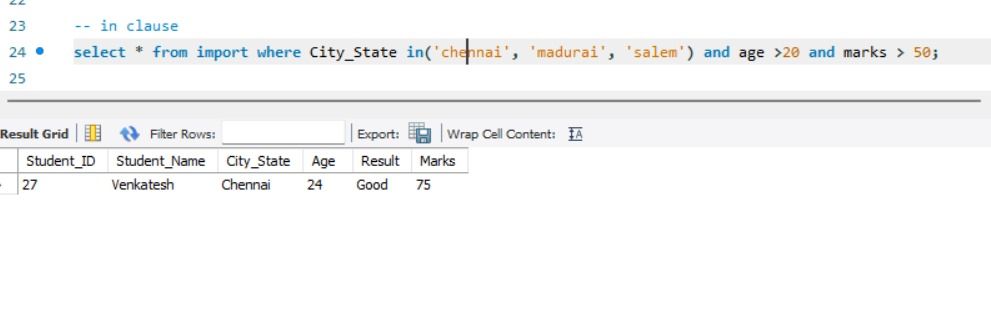 22
23 -- in clause
24 select * from import where City_State in('chennai', 'madurai', 'salem') and age >20 and marks > 50;
25
Result Grid Filter Rows: Export: Wrap Cell Content: IA
Student_ID Student_Name City_State Age Result Marks
27 Venkatesh Chennai 24 Good 75